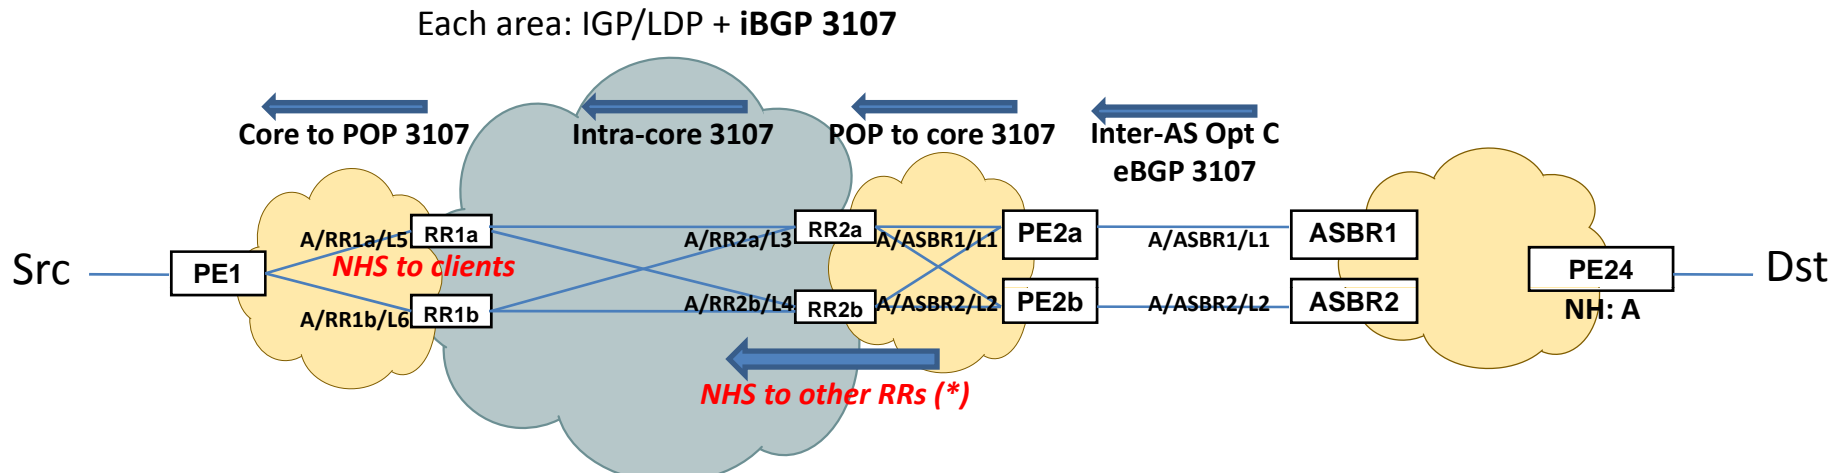 Each area: IGP/LDP + iBGP 3107
Core to POP 3107
Intra-core 3107
POP to core 3107
Inter-AS Opt C
eBGP 3107
Src
PE1
A/RR1a/L5
RR1a
NHS to clients
A/RR1b/L6
RR1b
A/RR2a/L3
RR2a
A/RR2b/L4
RR2b
A/ASBR1/L1
PE2a
A/ASBR2/L2
PE2b
A/ASBR1/L1
ASBR1
A/ASBR2/L2
ASBR2
PE24
NH: A
Dst
NHS to other RRs (*)